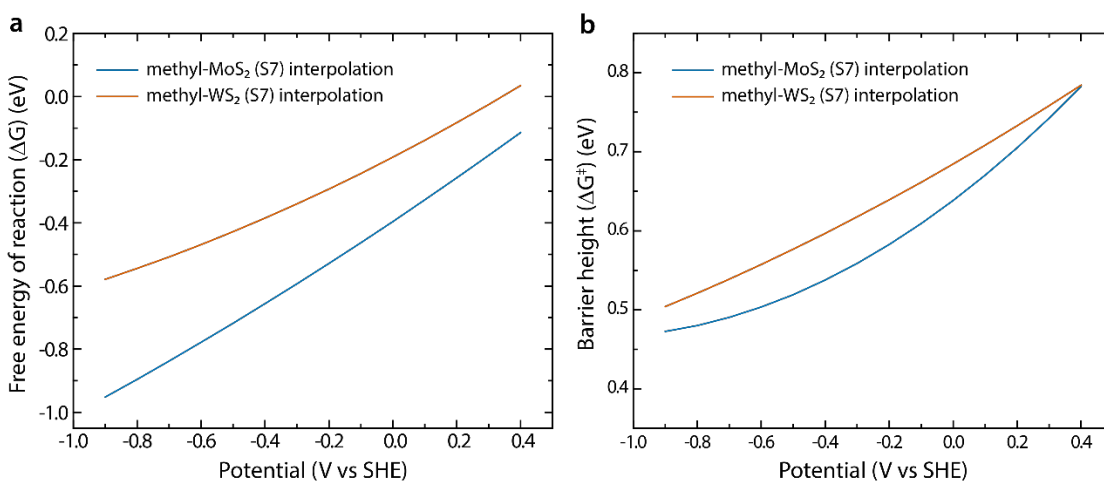 a
0.2
0.0
-0.2
-0.4
-0.6
-0.8
-1.0
Free energy of reaction (ΔG) (eV)
methyl-MoS₂ (S7) interpolation
methyl-WS₂ (S7) interpolation
-1.0 -0.8 -0.6 -0.4 -0.2 0.0 0.2 0.4
Potential (V vs SHE)
b
0.8
0.7
0.6
0.5
0.4
Barrier height (ΔG‡) (eV)
methyl-MoS₂ (S7) interpolation
methyl-WS₂ (S7) interpolation
-1.0 -0.8 -0.6 -0.4 -0.2 0.0 0.2 0.4
Potential (V vs SHE)